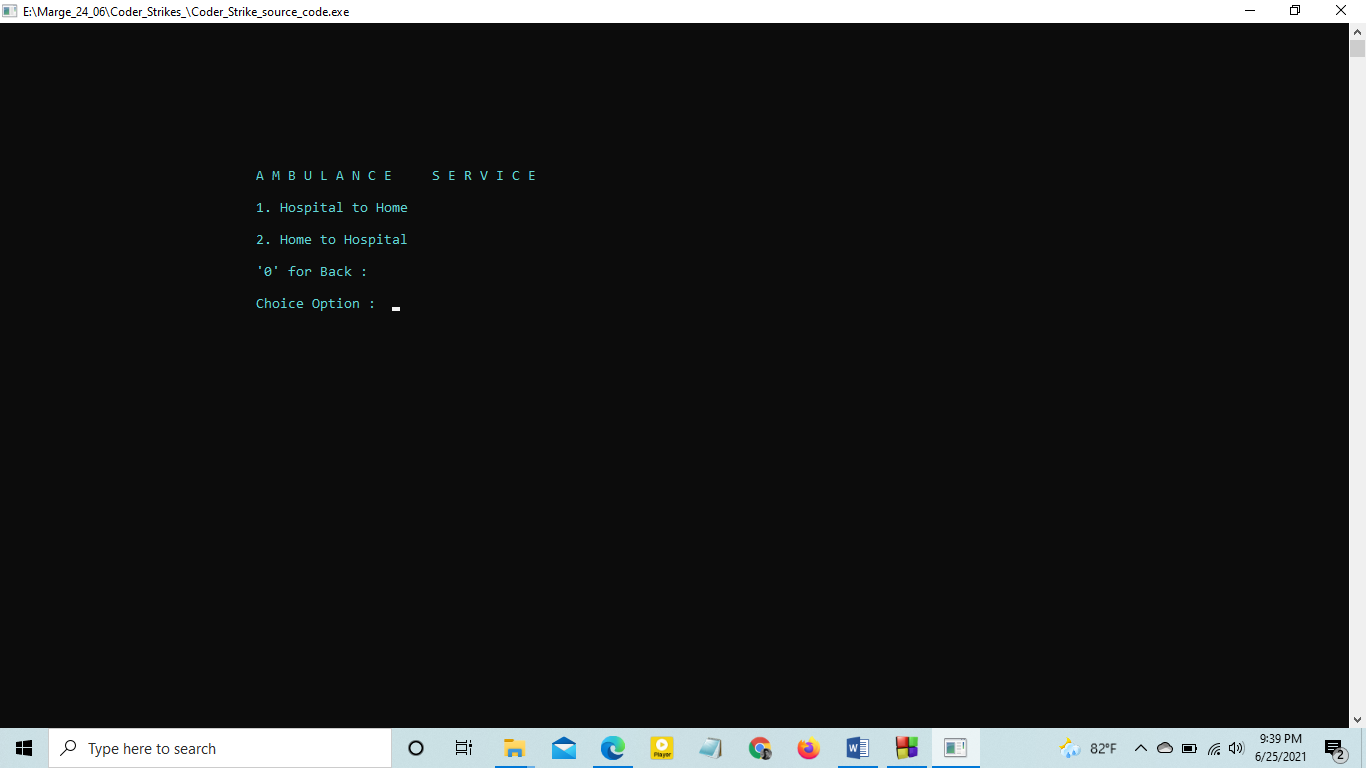 E:\Marge_24_06\Coder_Strikes_\Coder_Strike_source_code.exe
A M B U L A N C E     S E R V I C E
1. Hospital to Home
2. Home to Hospital
'0' for Back :
Choice Option :
Type here to search
Player
82°F
9:39 PM
6/25/2021
2